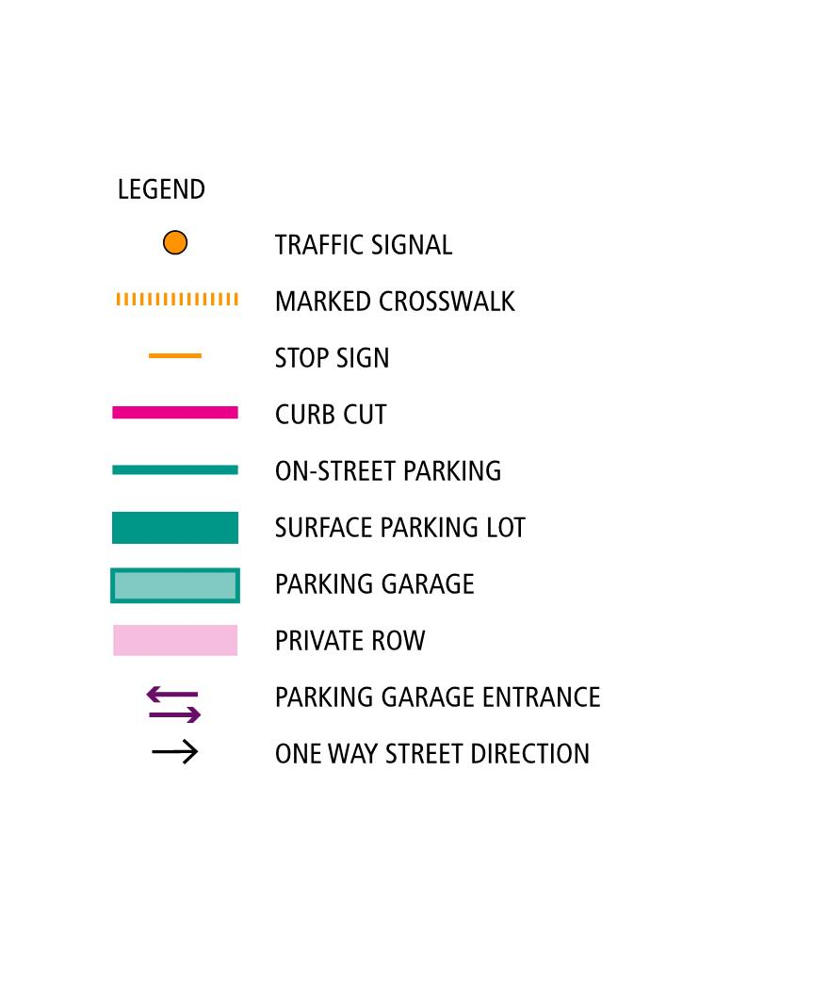 LEGEND
TRAFFIC SIGNAL
MARKED CROSSWALK
STOP SIGN
CURB CUT
ON-STREET PARKING
SURFACE PARKING LOT
PARKING GARAGE
PRIVATE ROW
PARKING GARAGE ENTRANCE
ONE WAY STREET DIRECTION